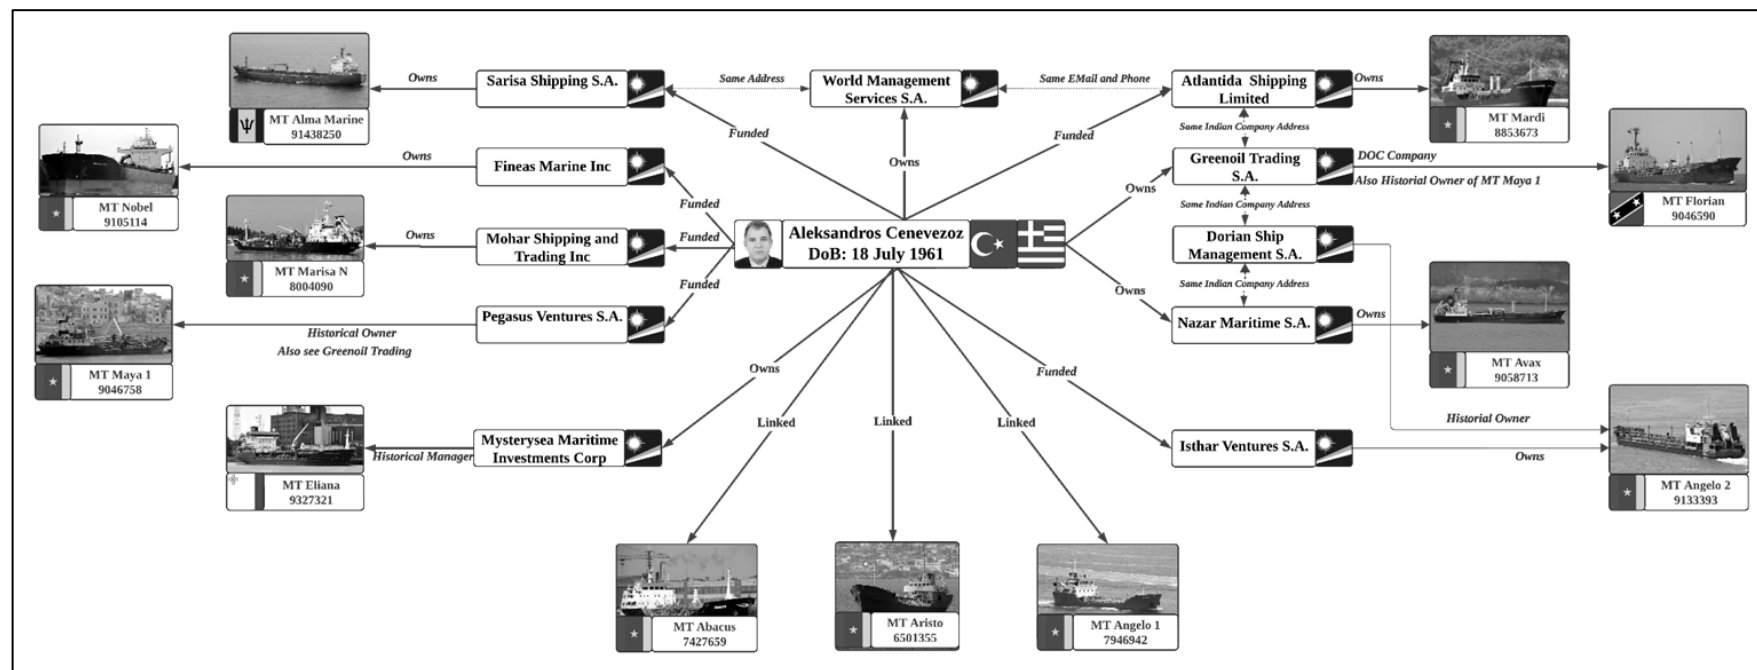 MT Alma Marine
91438250
Owns
Sarisa Shipping S.A.
Same Address
World Management
Services S.A.
Same EMail and Phone
Atlantida Shipping
Limited
Owns
MT Mardi
8853673
Funded
Owns
Funded
Same Indian Company Address
MT Nobel
9105114
Owns
Fineas Marine Inc
Funded
Owns
Greenoil Trading
S.A.
DOC Company
Also Historial Owner of MT Maya 1
MT Florian
9046590
Same Indian Company Address
MT Marisa N
8004090
Owns
Mohar Shipping and
Trading Inc
Funded
Aleksandros Cenevezoz
DoB: 18 July 1961
Dorian Ship
Management S.A.
Same Indian Company Address
MT Maya 1
9046758
Historical Owner
Also see Greenoil Trading
Pegasus Ventures S.A.
Funded
Owns
Nazar Maritime S.A.
Owns
MT Avax
9058713
MT Eliana
9327321
Historical Manager
Mysterysea Maritime
Investments Corp
Owns
Linked
Linked
Linked
Funded
Isthar Ventures S.A.
Historial Owner
Owns
MT Angelo 2
9133393
MT Abacus
7427659
MT Aristo
6501355
MT Angelo 1
7946942